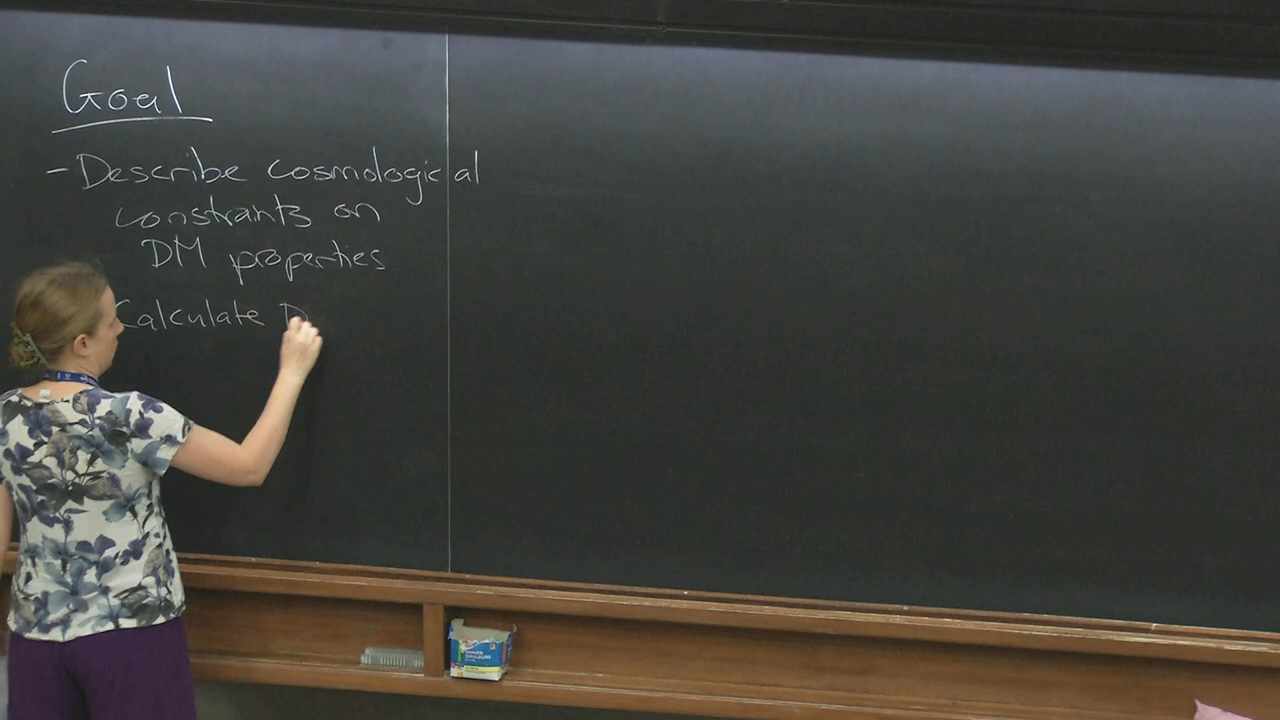 Goal
- Describe cosmological
constraints on
DM properties
Calculate